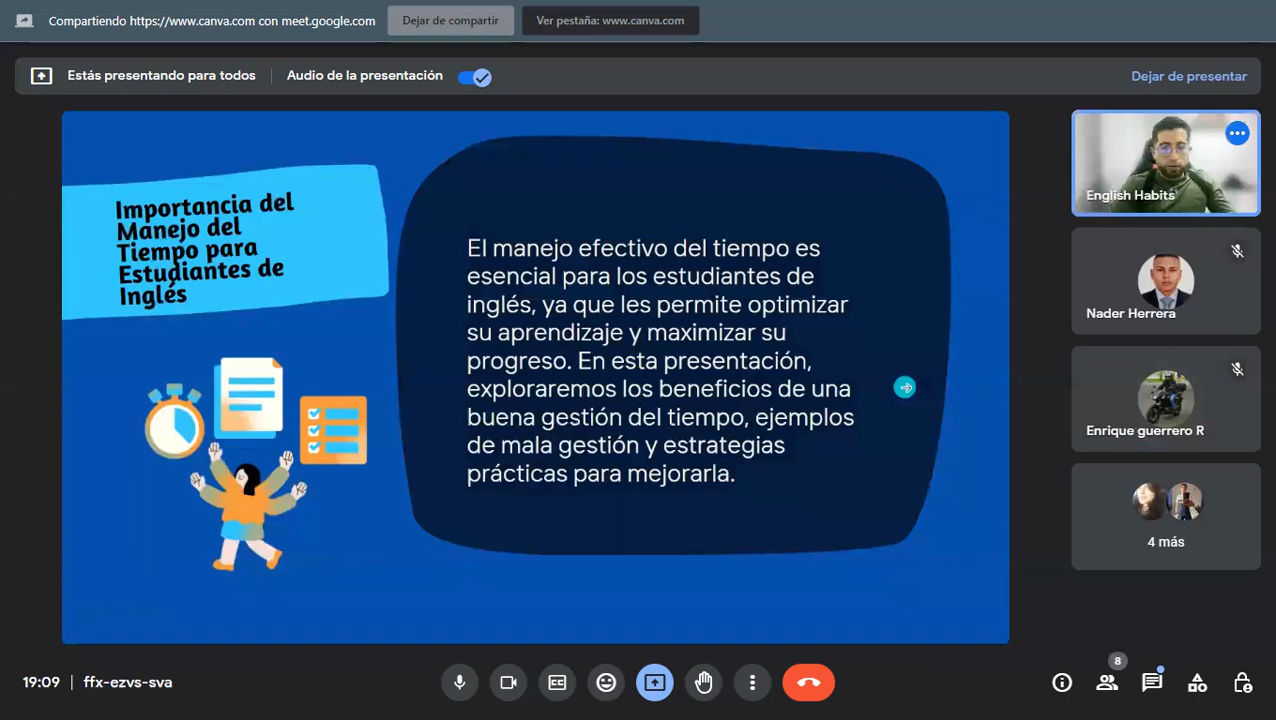 Compartiendo https://www.canva.com con meet.google.com
Dejar de compartir
Ver pestaña: www.canva.com
Estás presentando para todos
Audio de la presentación
Dejar de presentar
Importancia del
Manejo del
Tiempo para
Estudiantes de
Inglés
El manejo efectivo del tiempo es
esencial para los estudiantes de
inglés, ya que les permite optimizar
su aprendizaje y maximizar su
progreso. En esta presentación,
exploraremos los beneficios de una
buena gestión del tiempo, ejemplos
de mala gestión y estrategias
prácticas para mejorarla.
English Habits
Nader Herrera
Enrique guerrero R
4 más
19:09 | ffx-ezvs-sva
8